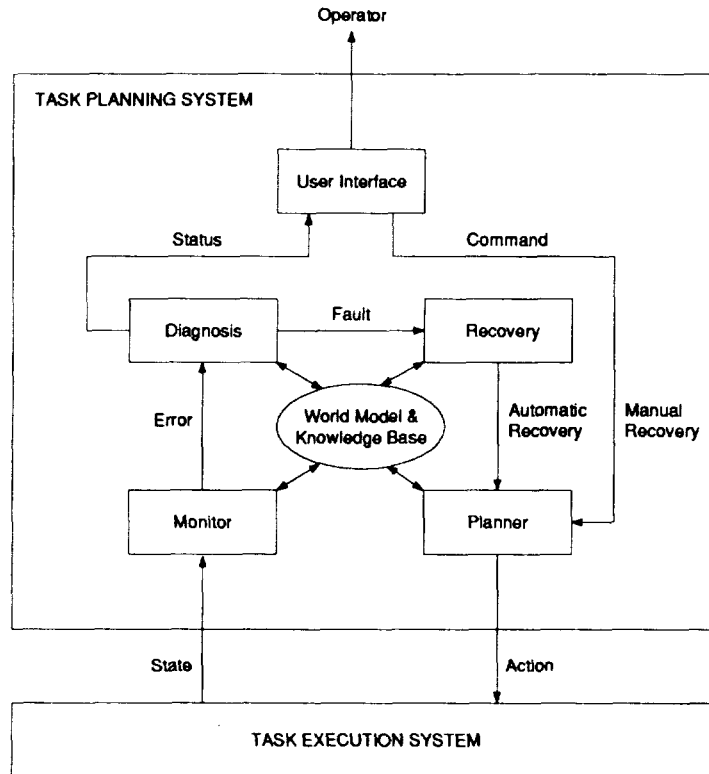 Operator
TASK PLANNING SYSTEM
User Interface
Status
Command
Diagnosis
Fault
Recovery
Error
World Model &
Knowledge Base
Automatic
Recovery
Manual
Recovery
Monitor
Planner
State
Action
TASK EXECUTION SYSTEM